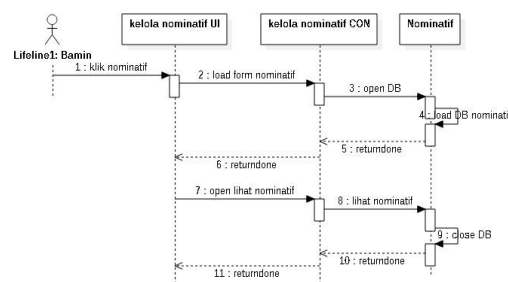 kelola nominatif UI
kelola nominatif CON
Nominatif
Lifeline1: Bamin
1 : klik nominatif
2 : load form nominatif
3 : open DB
4 : load DB nominati
5 : returndone
6 : returndone
7 : open lihat nominatif
8 : lihat nominatif
9 : close DB
10 : returndone
11 : returndone